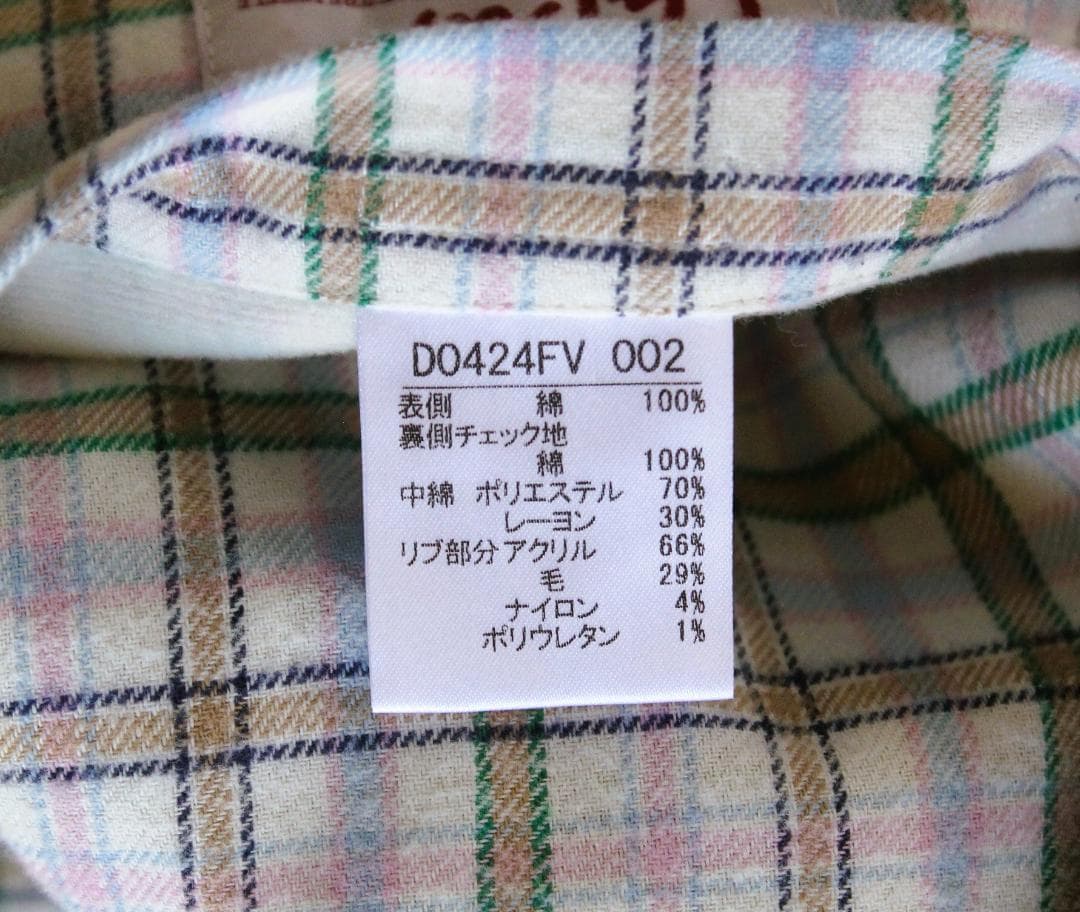 D0424FV 002
表側 綿 100%
裏側チェック地
綿 100%
中綿 ポリエステル 70%
レーヨン 30%
リブ部分 アクリル 66%
毛 29%
ナイロン 4%
ポリウレタン 1%